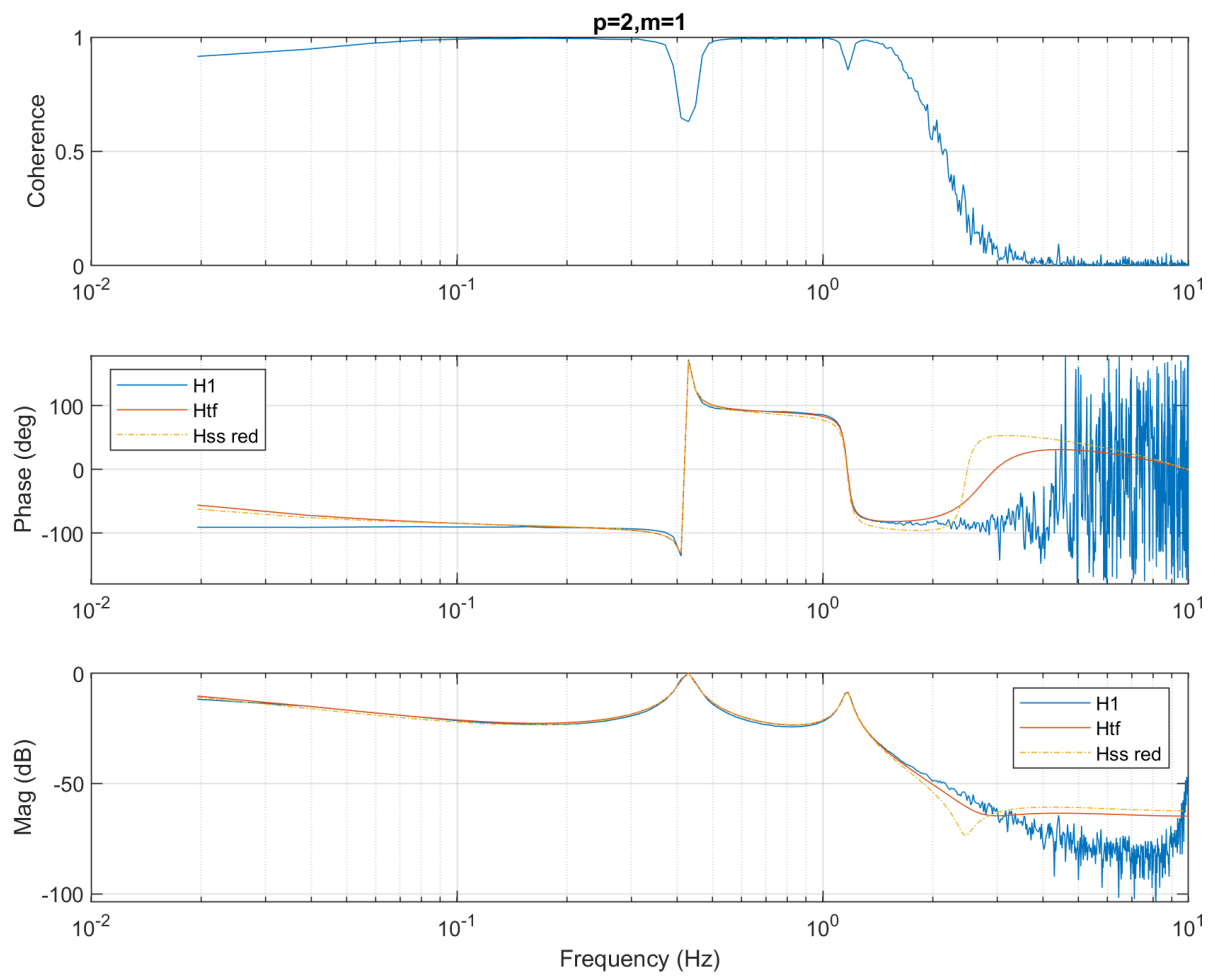 p=2,m=1
Coherence
1
0.5
0
10^-2
10^-1
10^0
10^1
Phase (deg)
100
0
-100
H1
Htf
Hss red
10^-2
10^-1
10^0
10^1
Mag (dB)
0
-50
-100
H1
Htf
Hss red
10^-2
10^-1
10^0
10^1
Frequency (Hz)